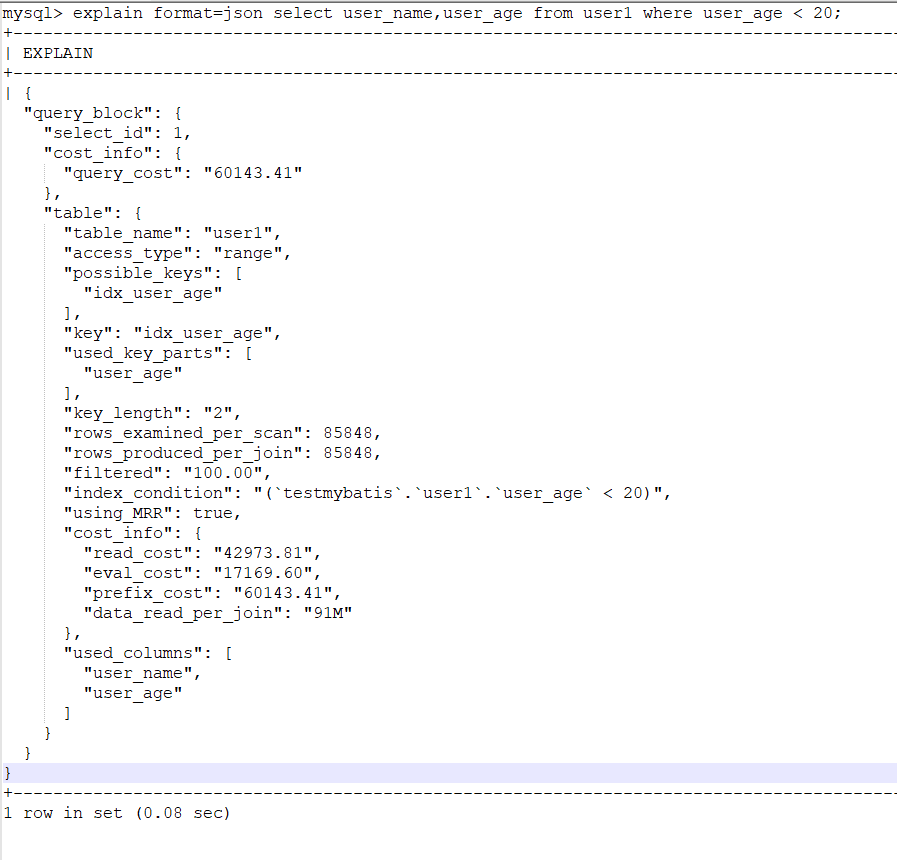 mysql> explain format=json select user_name,user_age from user1 where user_age < 20;
+-----------------------------------------------------------------------------------------
| EXPLAIN
+-----------------------------------------------------------------------------------------
| {
  "query_block": {
    "select_id": 1,
    "cost_info": {
      "query_cost": "60143.41"
    },
    "table": {
      "table_name": "user1",
      "access_type": "range",
      "possible_keys": [
        "idx_user_age"
      ],
      "key": "idx_user_age",
      "used_key_parts": [
        "user_age"
      ],
      "key_length": "2",
      "rows_examined_per_scan": 85848,
      "rows_produced_per_join": 85848,
      "filtered": "100.00",
      "index_condition": "(`testmybatis`.`user1`.`user_age` < 20)",
      "using_MRR": true,
      "cost_info": {
        "read_cost": "42973.81",
        "eval_cost": "17169.60",
        "prefix_cost": "60143.41",
        "data_read_per_join": "91M"
      },
      "used_columns": [
        "user_name",
        "user_age"
      ]
    }
  }
}
+-----------------------------------------------------------------------------------------
1 row in set (0.08 sec)